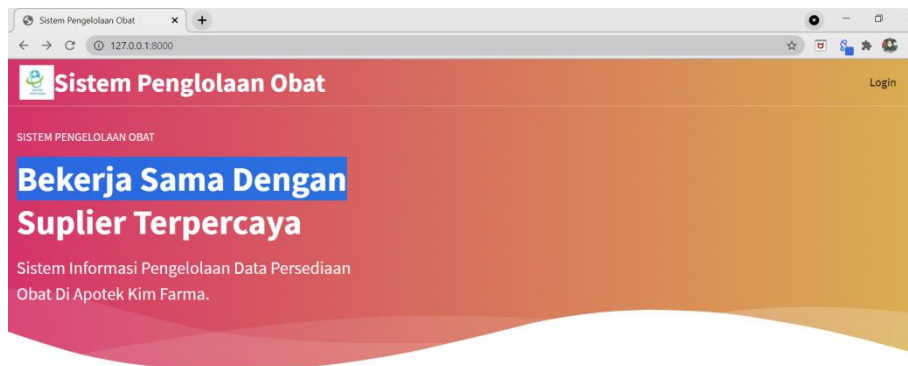 Sistem Pengelolaan Obat
127.0.0.1:8000
Sistem Penglolaan Obat
Login
SISTEM PENGELOLAAN OBAT
Bekerja Sama Dengan
Suplier Terpercaya
Sistem Informasi Pengelolaan Data Persediaan
Obat Di Apotek Kim Farma.